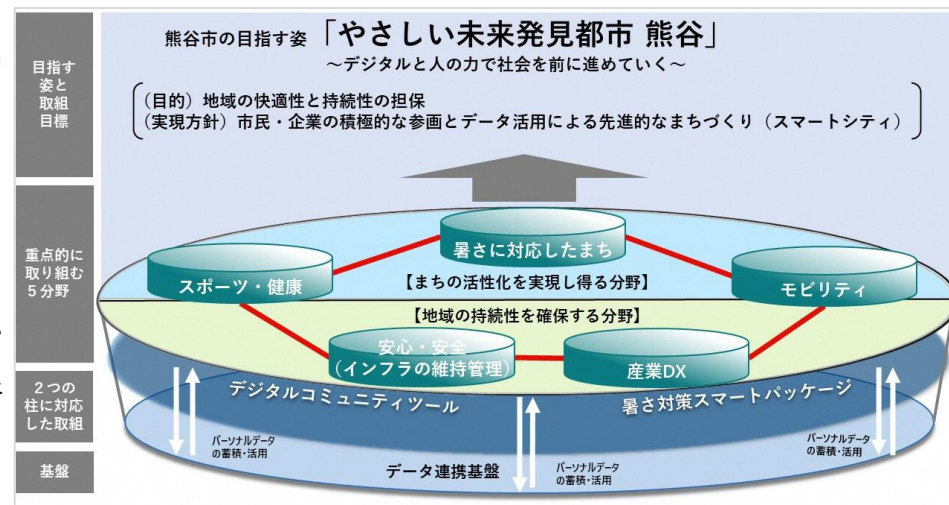 目指す
姿と
取組
目標
熊谷市の目指す姿「やさしい未来発見都市 熊谷」
～デジタルと人の力で社会を前に進めていく～
（目的）地域の快適性と持続性の担保
（実現方針）市民・企業の積極的な参画とデータ活用による先進的なまちづくり（スマートシティ）
重点的に
取り組む
５分野
暑さに対応したまち
スポーツ・健康
【まちの活性化を実現し得る分野】
モビリティ
【地域の持続性を確保する分野】
安心・安全
（インフラの維持管理）
産業DX
２つの
柱に対応
した取組
デジタルコミュニティツール
暑さ対策スマートパッケージ
パーソナルデータ
の蓄積・活用
パーソナルデータ
の蓄積・活用
パーソナルデータ
の蓄積・活用
基盤
データ連携基盤